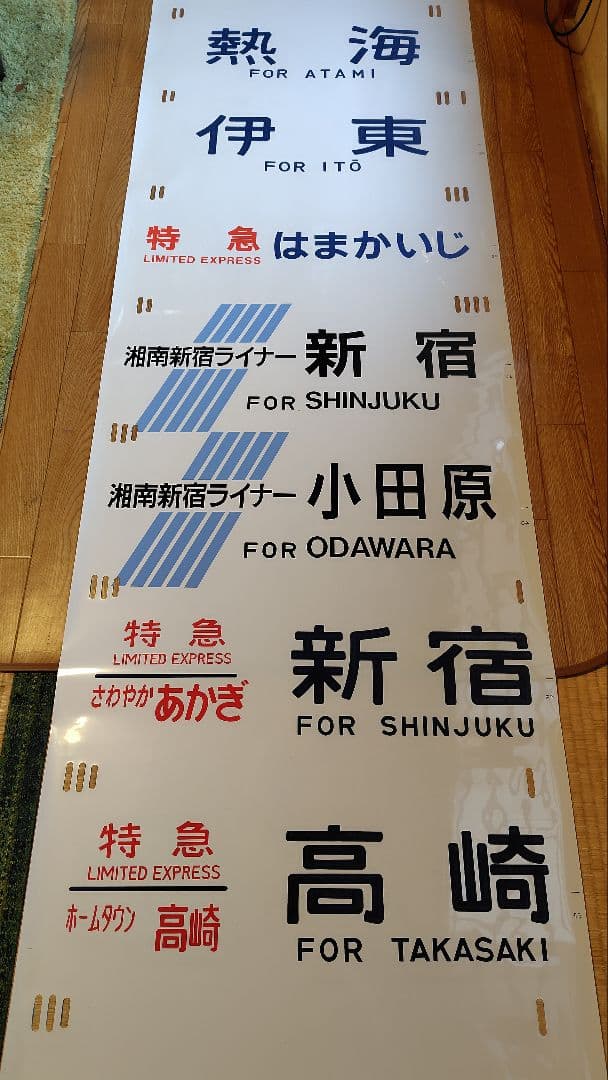 熱海
FOR ATAMI
伊東
FOR ITŌ
特急 はまかいじ
LIMITED EXPRESS
湘南新宿ライナー 新宿
FOR SHINJUKU
湘南新宿ライナー 小田原
FOR ODAWARA
特急
LIMITED EXPRESS
さわやか あかぎ
新宿
FOR SHINJUKU
特急
LIMITED EXPRESS
ホームタウン 高崎
高崎
FOR TAKASAKI